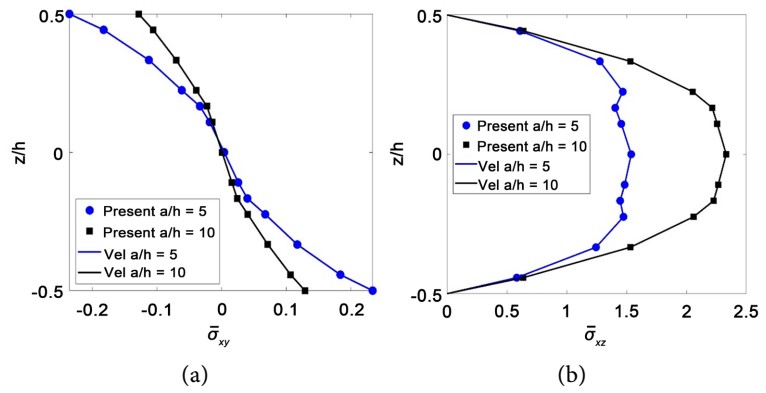 0.5
0
-0.5
z/h
Present a/h = 5
Present a/h = 10
Vel a/h = 5
Vel a/h = 10
-0.2 -0.1 0 0.1 0.2
σ̄xy
(a)
0.5
0
-0.5
z/h
Present a/h = 5
Present a/h = 10
Vel a/h = 5
Vel a/h = 10
0 0.5 1 1.5 2 2.5
σ̄xz
(b)